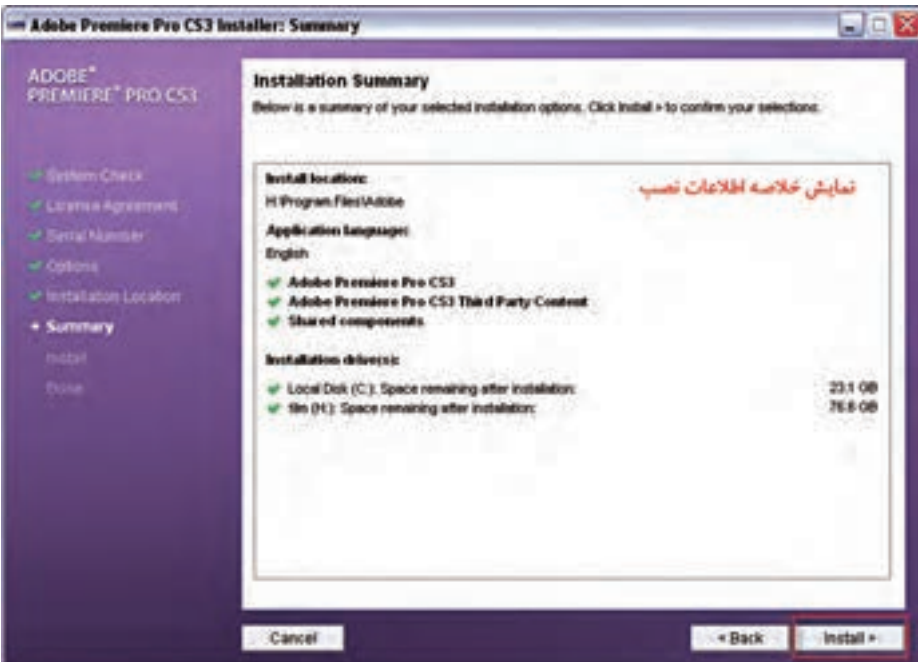 Adobe Premiere Pro CS3 Installer: Summary
ADOBE®
PREMIERE® PRO CS3
System Check
License Agreement
Serial Number
Options
Installation Location
Summary
Install
Done
Installation Summary
Below is a summary of your selected installation options. Click Install > to confirm your selections.
نمایش خلاصه اطلاعات نصب
Install location:
H:\Program Files\Adobe
Application language:
English
Adobe Premiere Pro CS3
Adobe Premiere Pro CS3 Third Party Content
Shared components
Installation drive(s):
Local Disk (C:): Space remaining after installation: 23.1 GB
(H:): Space remaining after installation: 76.6 GB
Cancel
< Back
Install >